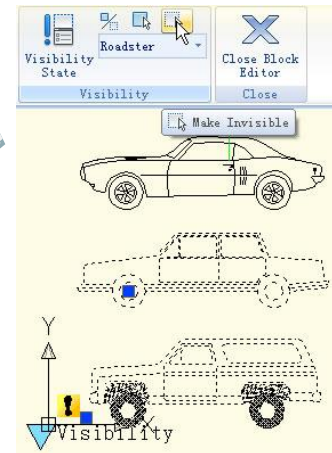 Roadster
Visibility State
Close Block Editor
Visibility
Close
Make Invisible
Y
X
Visibility